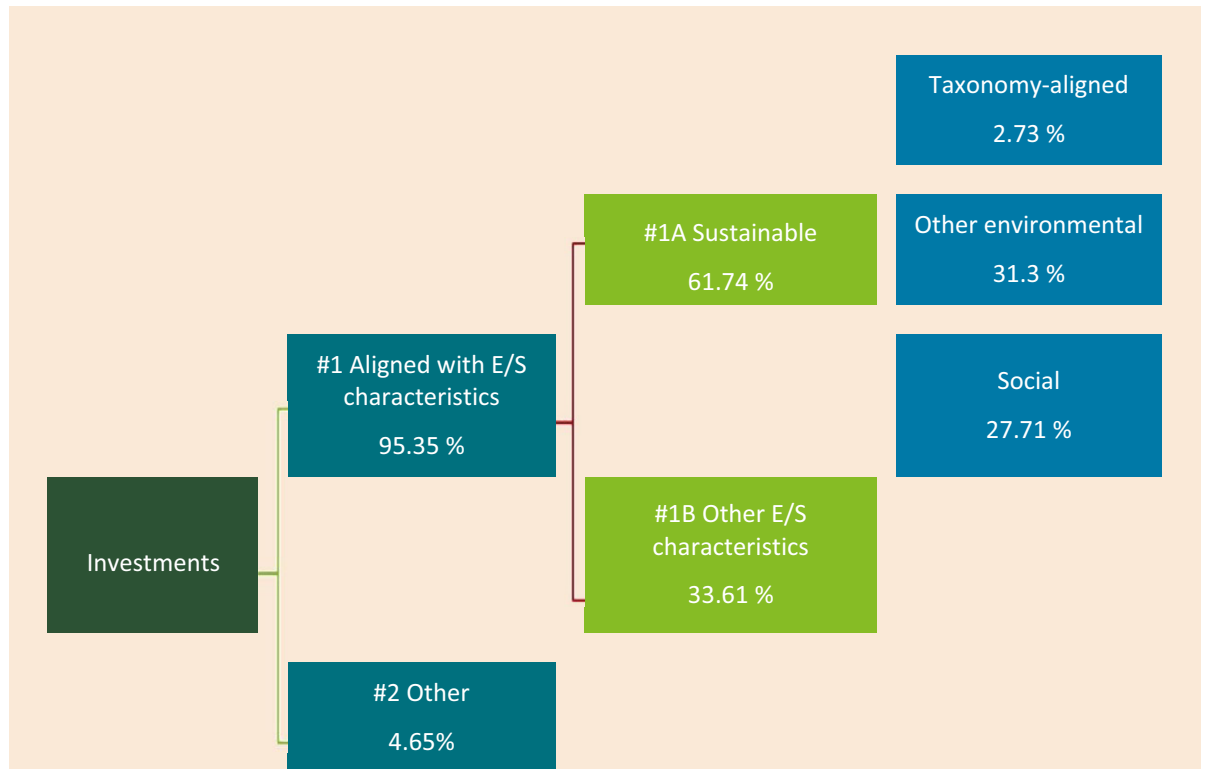 Taxonomy-aligned
2.73 %
#1A Sustainable
61.74 %
Other environmental
31.3 %
#1 Aligned with E/S
characteristics
95.35 %
Social
27.71 %
Investments
#1B Other E/S
characteristics
33.61 %
#2 Other
4.65%